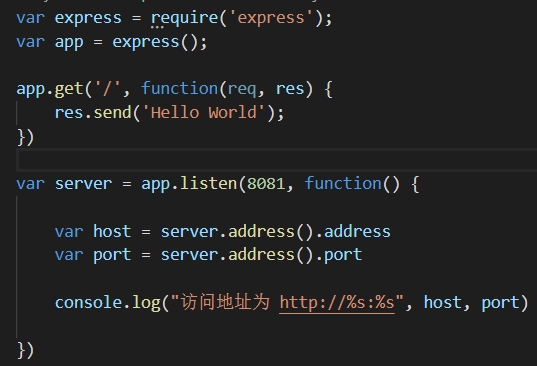 var express = require('express');
var app = express();
app.get('/', function(req, res) {
    res.send('Hello World');
})
var server = app.listen(8081, function() {
    var host = server.address().address
    var port = server.address().port
    console.log("访问地址为 http://%s:%s", host, port)
})